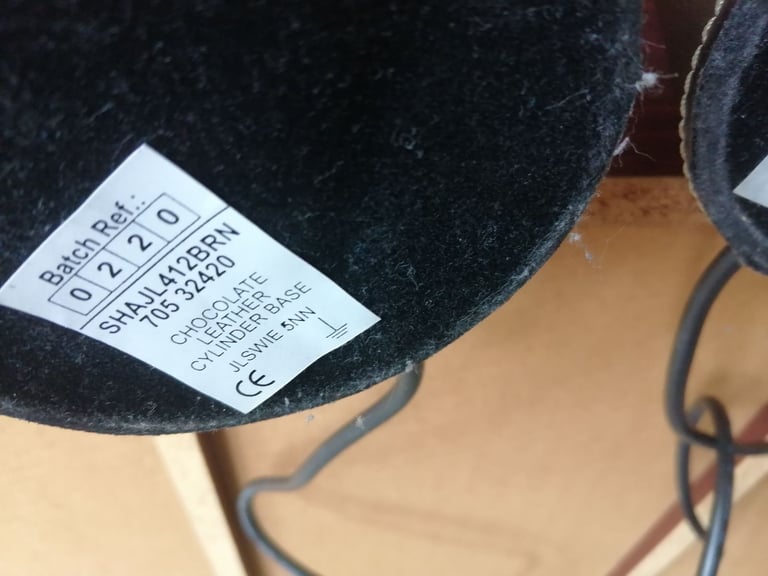 Batch Ref.:
0 2 2 0
SHAJL412BRN
705 32420
CHOCOLATE
LEATHER
CYLINDER BASE
JLSWIE 5NN
CE